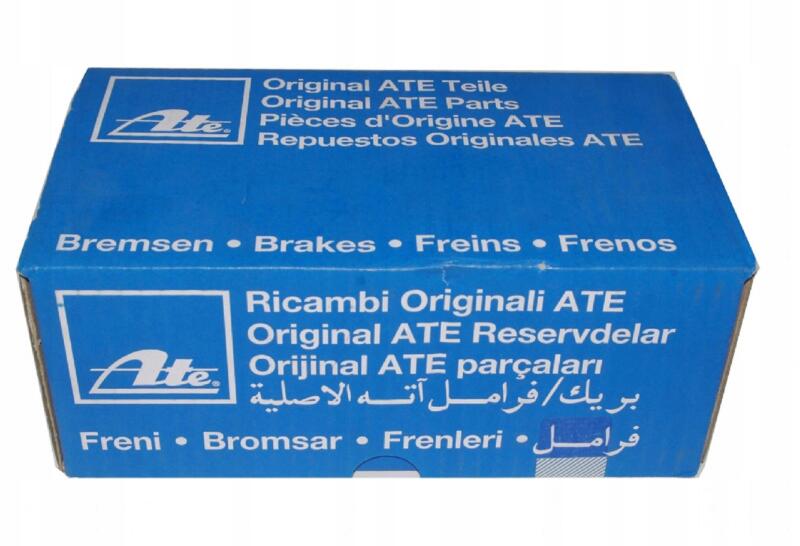 Ate®
Original ATE Teile
Original ATE Parts
Pièces d'Origine ATE
Repuestos Originales ATE
Bremsen • Brakes • Freins • Frenos
Ate®
Ricambi Originali ATE
Original ATE Reservdelar
Orijinal ATE parçaları
بريك/فرامــل آتــه الاصلية
Freni • Bromsar • Frenleri • فرامــل